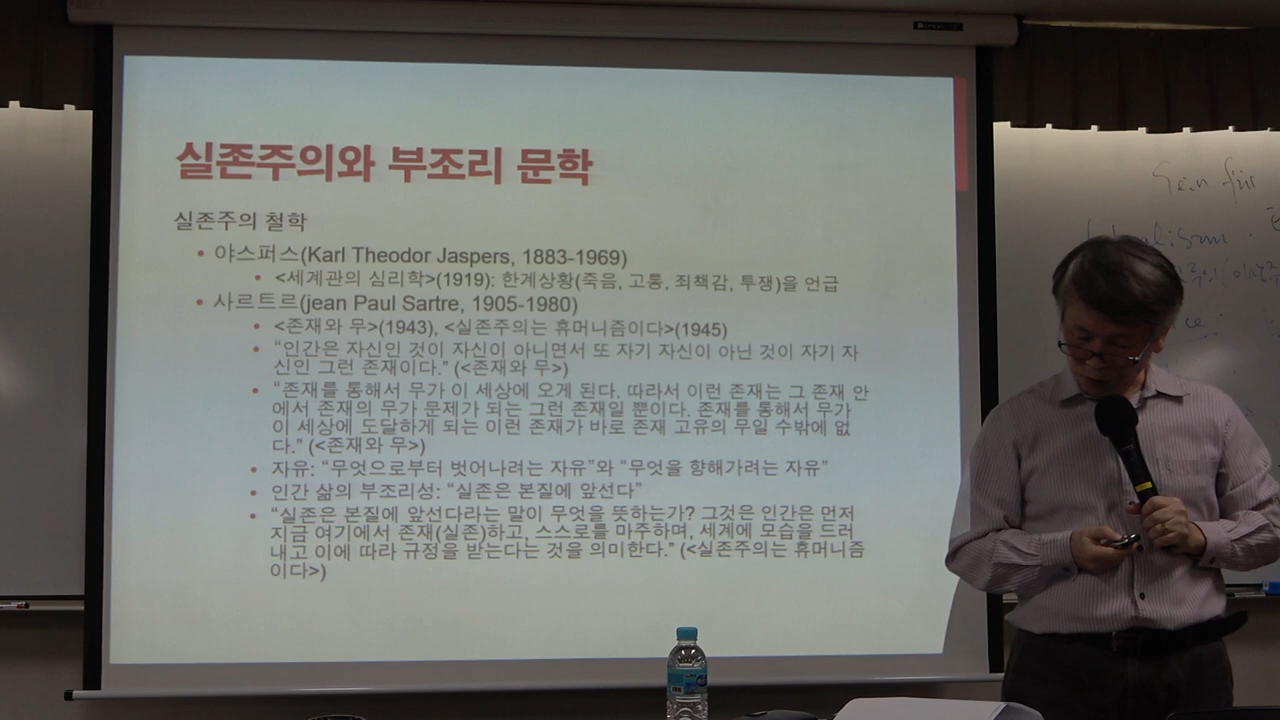 실존주의와 부조리 문학
실존주의 철학
• 야스퍼스(Karl Theodor Jaspers, 1883-1969)
• <세계관의 심리학>(1919): 한계상황(죽음, 고통, 죄책감, 투쟁)을 언급
• 사르트르(jean Paul Sartre, 1905-1980)
• <존재와 무>(1943), <실존주의는 휴머니즘이다>(1945)
• “인간은 자신인 것이 자신이 아니면서 또 자기 자신이 아닌 것이 자기 자
신인 그런 존재이다.” (<존재와 무>)
• “존재를 통해서 무가 이 세상에 오게 된다. 따라서 이런 존재는 그 존재 안
에서 존재의 무가 문제가 되는 그런 존재일 뿐이다. 존재를 통해서 무가
이 세상에 도달하게 되는 이런 존재가 바로 존재 고유의 무일 수밖에 없
다.” (<존재와 무>)
• 자유: “무엇으로부터 벗어나려는 자유”와 “무엇을 향해가려는 자유”
• 인간 삶의 부조리성: “실존은 본질에 앞선다”
• “실존은 본질에 앞선다라는 말이 무엇을 뜻하는가? 그것은 인간은 먼저
지금 여기에서 존재(실존)하고, 스스로를 마주하며, 세계에 모습을 드러
내고 이에 따라 규정을 받는다는 것을 의미한다.” (<실존주의는 휴머니즘
이다>)
Sein für